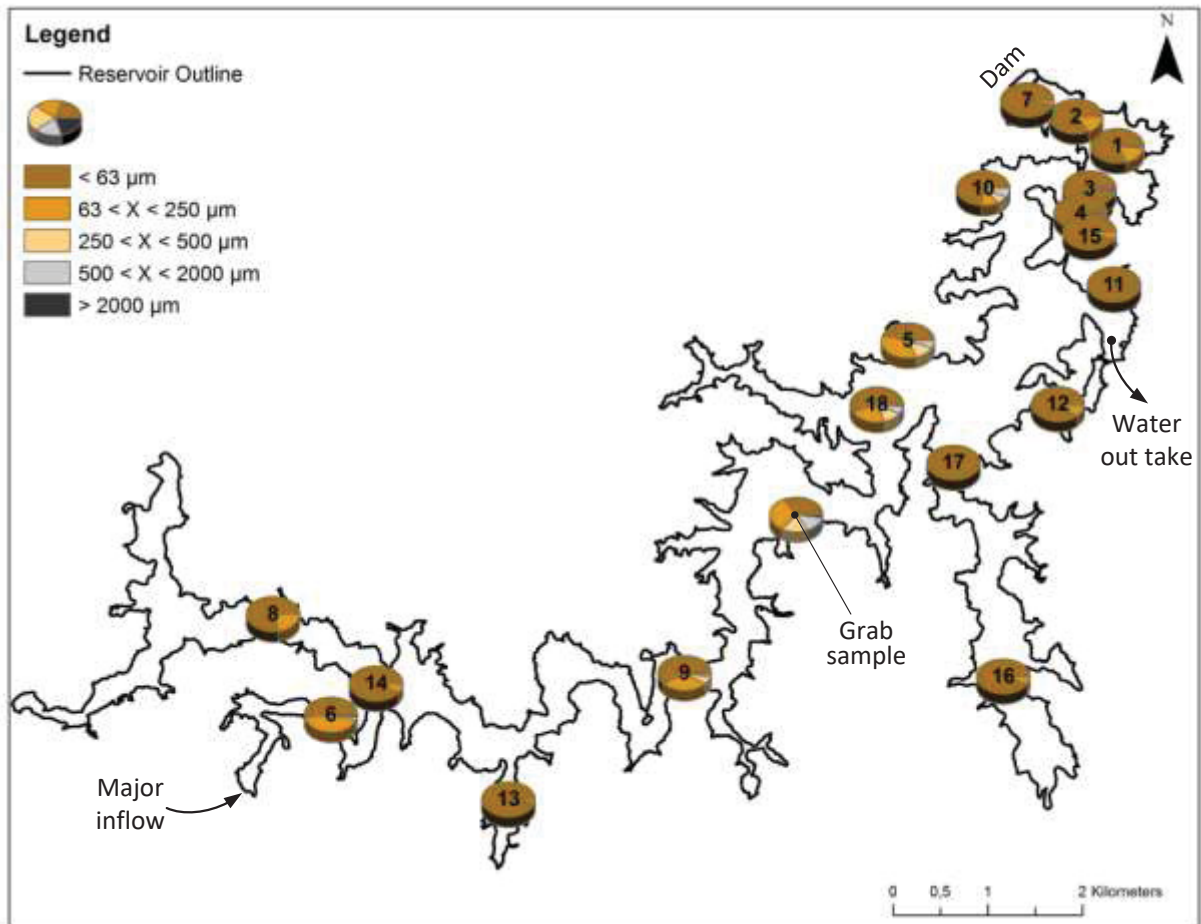 Legend
Reservoir Outline
< 63 µm
63 < X < 250 µm
250 < X < 500 µm
500 < X < 2000 µm
> 2000 µm
N
Dam
7
2
1
10
3
4
15
11
5
18
12
Water
out take
17
Grab
sample
8
14
6
9
16
13
Major
inflow
0 0,5 1 2 Kilometers